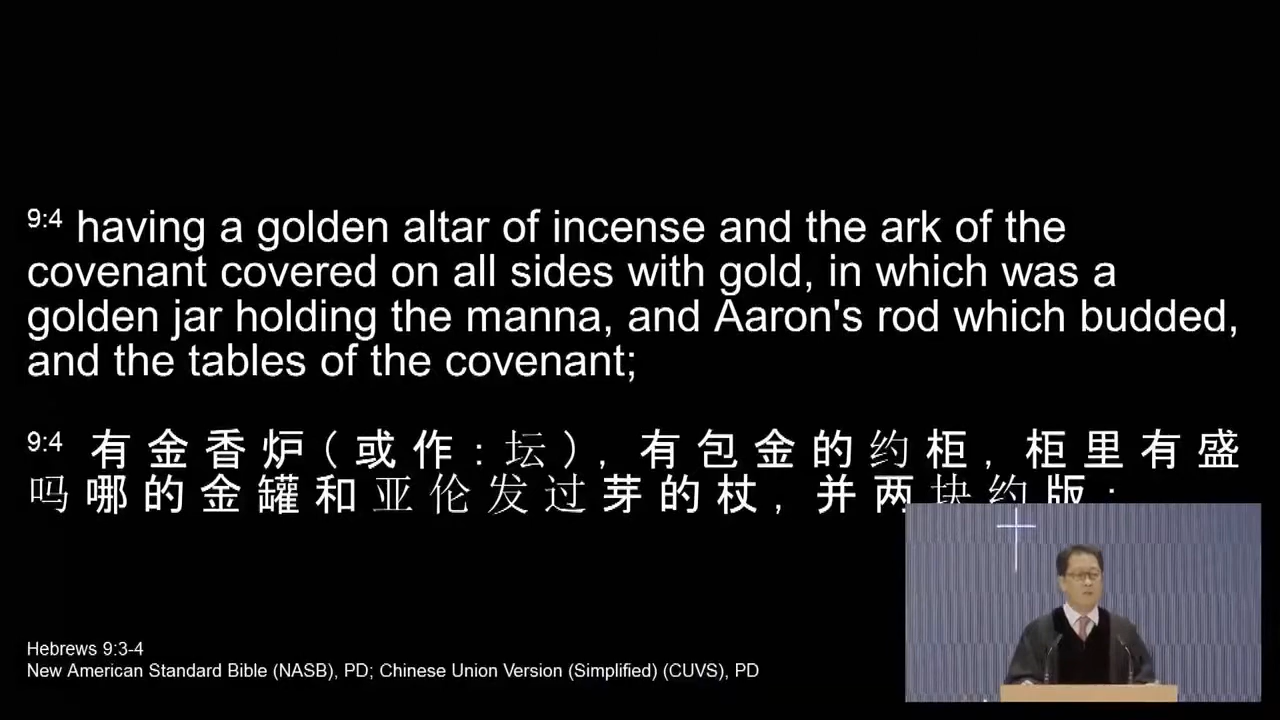 9:4 having a golden altar of incense and the ark of the
covenant covered on all sides with gold, in which was a
golden jar holding the manna, and Aaron's rod which budded,
and the tables of the covenant;
9:4 有金香炉(或作:坛),有包金的约柜,柜里有盛
吗哪的金罐和亚伦发过芽的杖,并两块约版;
Hebrews 9:3-4
New American Standard Bible (NASB), PD; Chinese Union Version (Simplified) (CUVS), PD